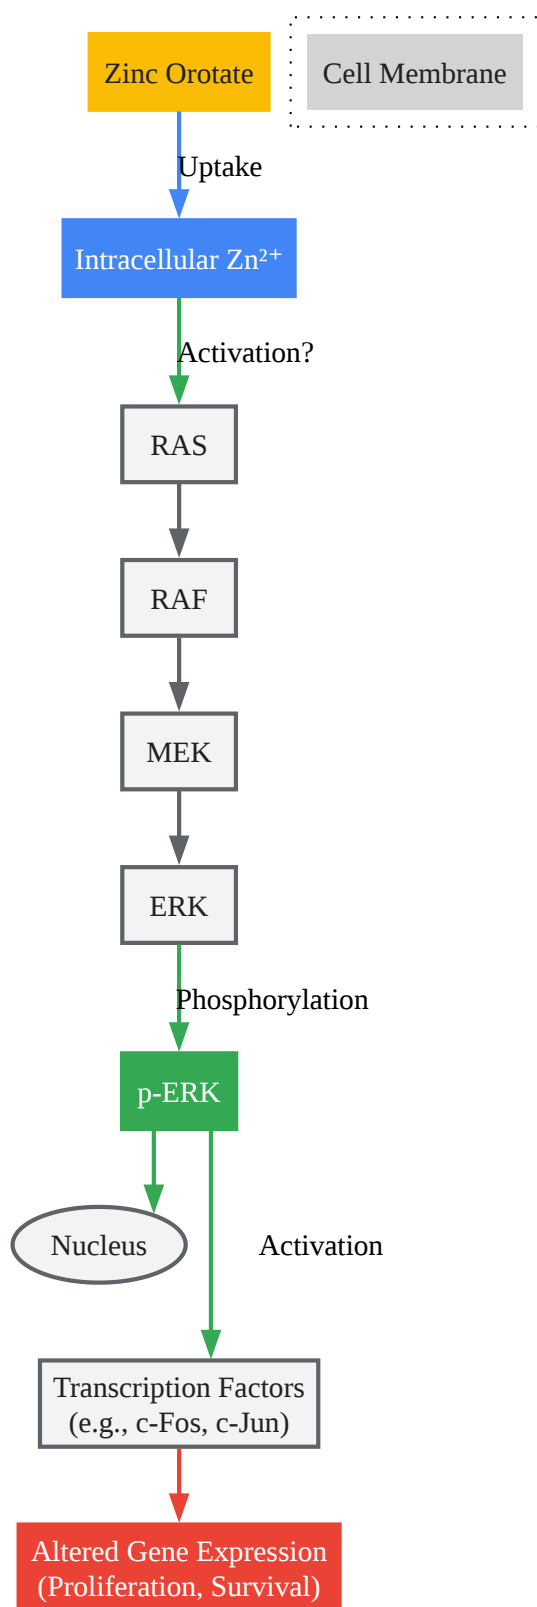 Zinc Orotate
Cell Membrane
Uptake
Intracellular Zn²⁺
Activation?
RAS
RAF
MEK
ERK
Phosphorylation
p-ERK
Nucleus
Activation
Transcription Factors
(e.g., c-Fos, c-Jun)
Altered Gene Expression
(Proliferation, Survival)